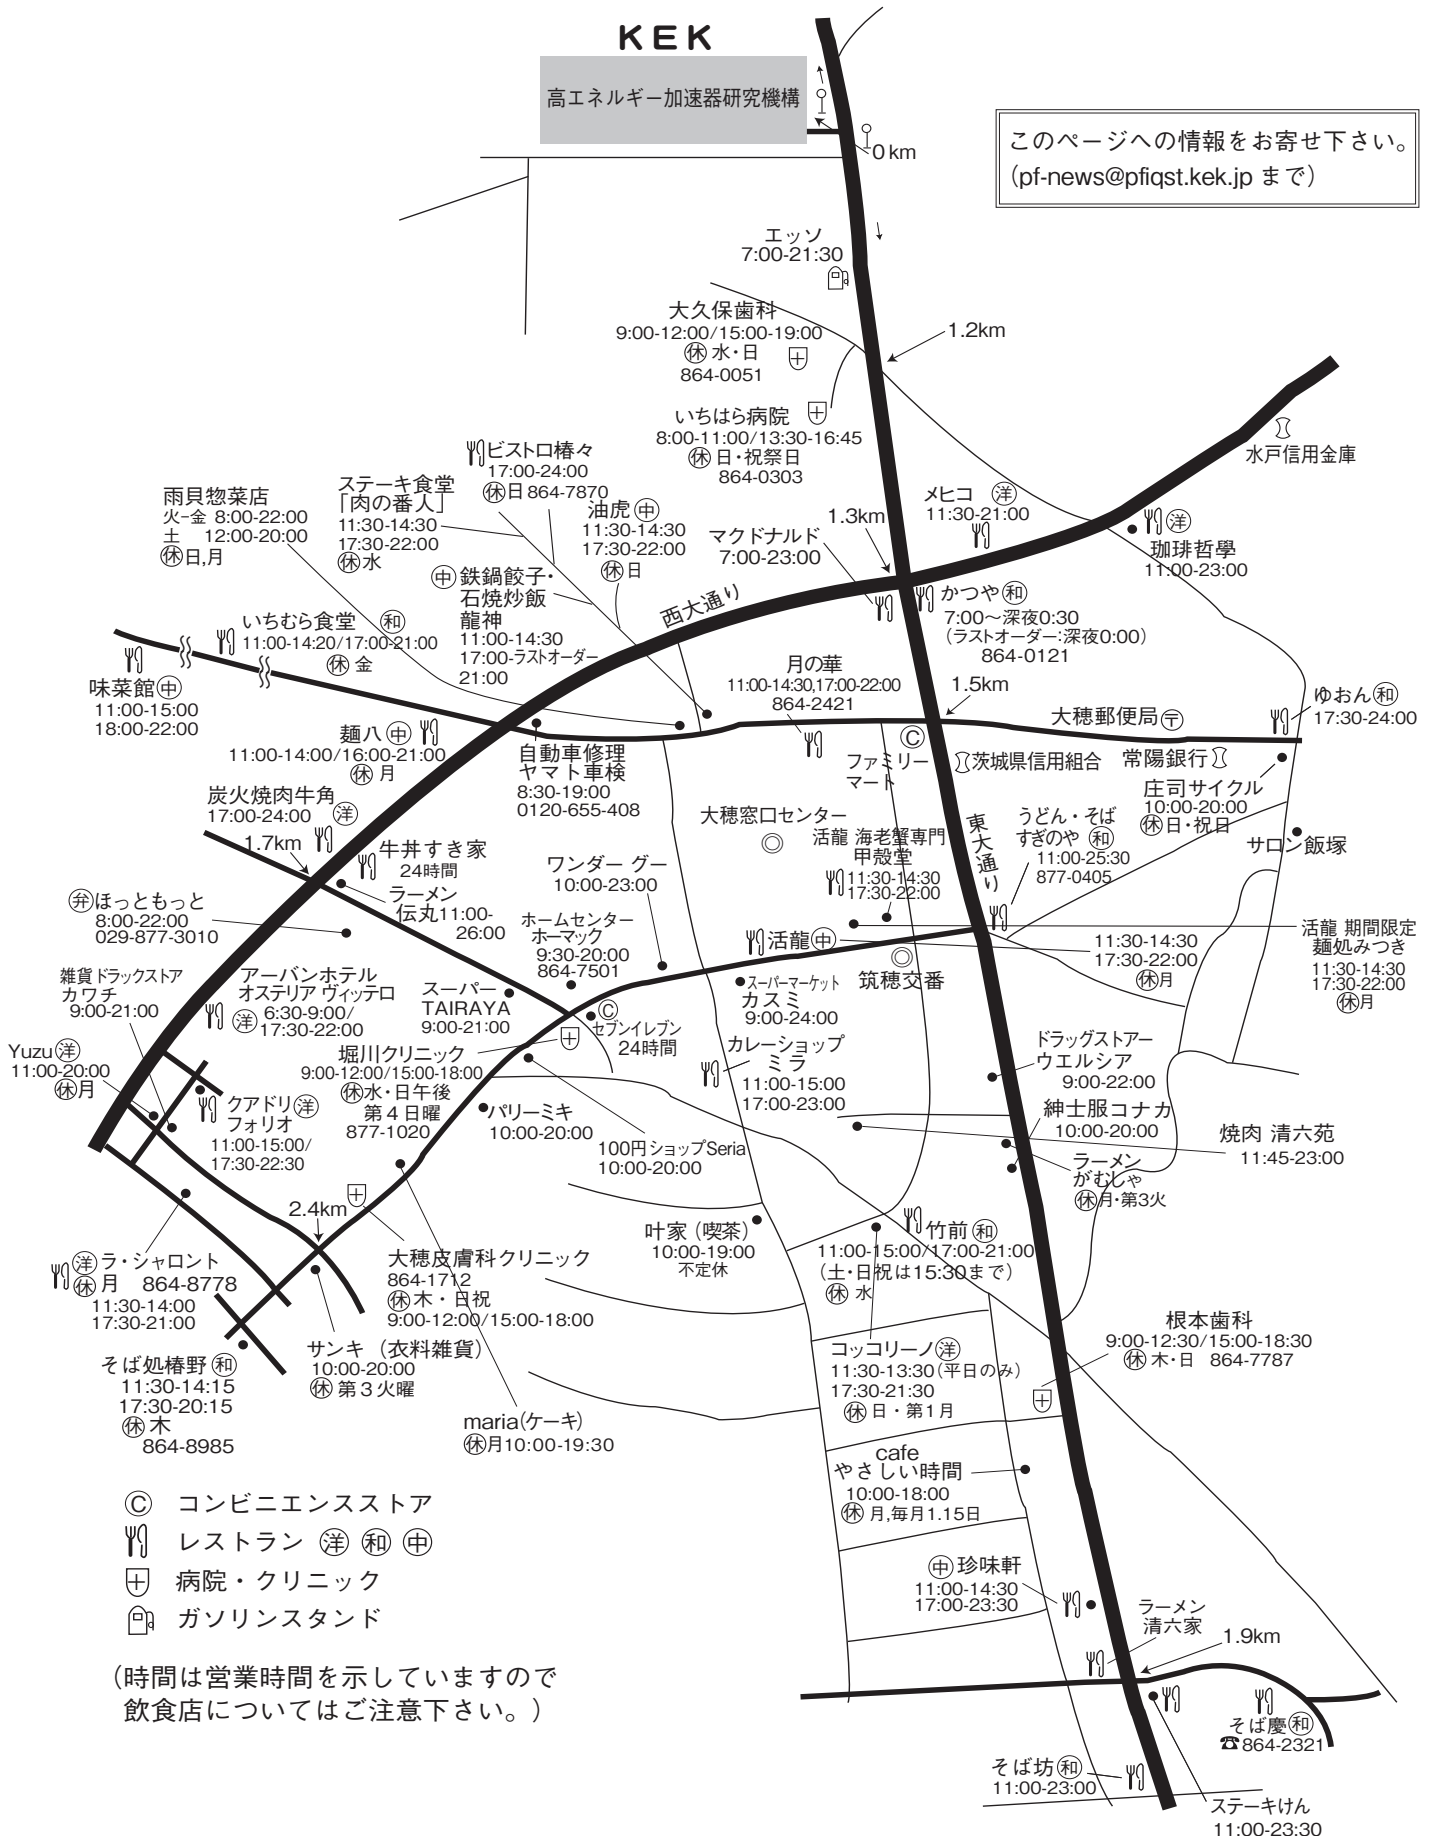 KEK
高エネルギー加速器研究機構
0 km
このページへの情報をお寄せ下さい。
(pf-news@pfiqst.kek.jp まで)
エッソ
7:00-21:30
大久保歯科
9:00-12:00/15:00-19:00
休 水・日
864-0051
1.2km
いちはら病院
8:00-11:00/13:30-16:45
休 日・祝祭日
864-0303
水戸信用金庫
ビストロ椿々
17:00-24:00
休日 864-7870
ステーキ食堂
「肉の番人」
11:30-14:30
17:30-22:00
休水
雨貝惣菜店
火-金 8:00-22:00
土 12:00-20:00
休日,月
油虎 中
11:30-14:30
17:30-22:00
休日
マクドナルド
7:00-23:00
1.3km
メヒコ 洋
11:30-21:00
洋
珈琲哲學
11:00-23:00
中 鉄鍋餃子・
石焼炒飯
龍神
11:00-14:30
17:00-ラストオーダー
21:00
西大通り
かつや 和
7:00〜深夜0:30
(ラストオーダー:深夜0:00)
864-0121
いちむら食堂 和
11:00-14:20/17:00-21:00
休 金
味菜館 中
11:00-15:00
18:00-22:00
月の華
11:00-14:30,17:00-22:00
864-2421
1.5km
大穂郵便局 〒
ゆおん 和
17:30-24:00
麺八 中
11:00-14:00/16:00-21:00
休 月
自動車修理
ヤマト車検
8:30-19:00
0120-655-408
C
ファミリー
マート
茨城県信用組合
常陽銀行
庄司サイクル
10:00-20:00
休 日・祝日
サロン飯塚
炭火焼肉牛角
17:00-24:00 洋
1.7km
牛丼すき家
24時間
ラーメン
伝丸11:00-
26:00
大穂窓口センター
◎
活龍 海老蟹専門
甲殻堂
11:30-14:30
17:30-22:00
東大通り
うどん・そば
すぎのや 和
11:00-25:30
877-0405
弁 ほっともっと
8:00-22:00
029-877-3010
ワンダー グー
10:00-23:00
ホームセンター
ホーマック
9:30-20:00
864-7501
活龍 中
◎
筑穂交番
11:30-14:30
17:30-22:00
休月
活龍 期間限定
麺処みつき
11:30-14:30
17:30-22:00
休月
雑貨 ドラックストア
カワチ
9:00-21:00
アーバンホテル
オステリア ヴィッテロ
洋 6:30-9:00/
17:30-22:00
スーパー
TAIRAYA
9:00-21:00
C
セブンイレブン
24時間
スーパーマーケット
カスミ
9:00-24:00
Yuzu 洋
11:00-20:00
休月
堀川クリニック
9:00-12:00/15:00-18:00
休 水・日午後
第4日曜
877-1020
カレーショップ
ミラ
11:00-15:00
17:00-23:00
ドラッグストアー
ウエルシア
9:00-22:00
紳士服コナカ
10:00-20:00
クアドリ 洋
フォリオ
11:00-15:00/
17:30-22:30
パリーミキ
10:00-20:00
100円 ショップSeria
10:00-20:00
焼肉 清六苑
11:45-23:00
ラーメン
がむしゃ
休 月・第3火
2.4km
洋 ラ・シャロント
休 月 864-8778
11:30-14:00
17:30-21:00
大穂皮膚科クリニック
864-1712
休 木・日祝
9:00-12:00/15:00-18:00
叶家 (喫茶)
10:00-19:00
不定休
竹前 和
11:00-15:00/17:00-21:00
(土・日祝は15:30まで)
休 水
そば処椿野 和
11:30-14:15
17:30-20:15
休 木
864-8985
サンキ (衣料雑貨)
10:00-20:00
休 第3火曜
maria(ケーキ)
休月10:00-19:30
コッコリーノ 洋
11:30-13:30(平日のみ)
17:30-21:30
休 日・第1月
根本歯科
9:00-12:30/15:00-18:30
休 木・日 864-7787
cafe
やさしい時間
10:00-18:00
休 月,毎月1.15日
C コンビニエンスストア
レストラン 洋 和 中
病院・クリニック
ガソリンスタンド
(時間は営業時間を示していますので
飲食店についてはご注意下さい。)
中 珍味軒
11:00-14:30
17:00-23:30
ラーメン
清六家
1.9km
そば慶 和
☎864-2321
そば坊 和
11:00-23:00
ステーキけん
11:00-23:30